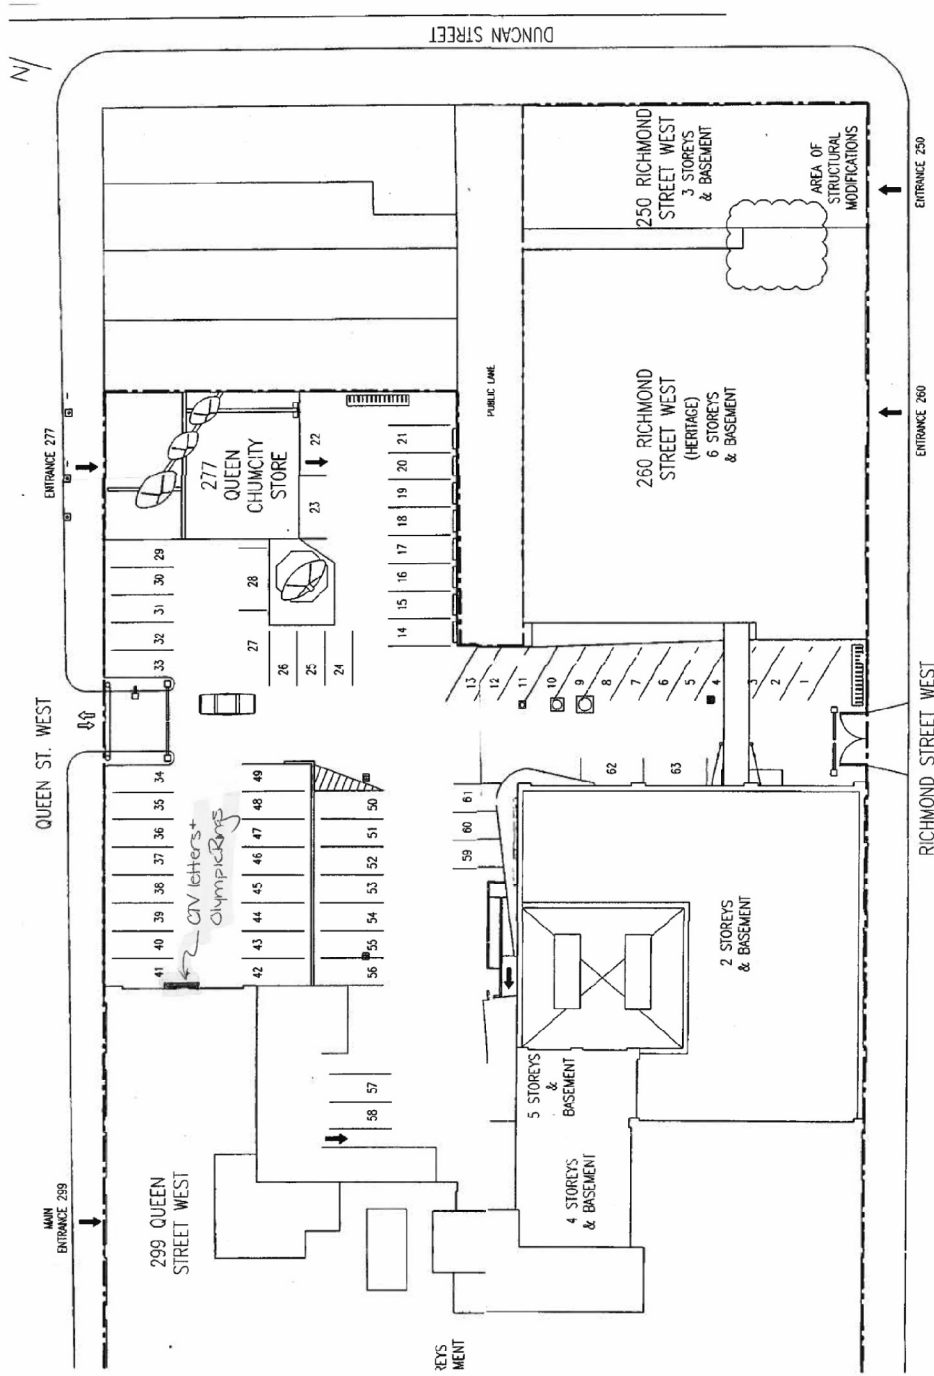 DUNCAN STREET
N
QUEEN ST. WEST
ENTRANCE 277
MAIN
ENTRANCE 299
277
QUEEN
CHUMCITY
STORE
22
23
21
20
19
18
17
16
15
14
29
30
31
32
33
28
27
26
25
24
34
35
36
37
38
39
40
41
49
48
47
46
45
44
43
42
CTV letters +
Olympic Rings
50
51
52
53
54
55
56
57
58
61
60
59
62
63
13
12
11
10
9
8
7
6
5
4
3
2
1
PUBLIC LANE
250 RICHMOND
STREET WEST
3 STOREYS
& BASEMENT
AREA OF
STRUCTURAL
MODIFICATIONS
260 RICHMOND
STREET WEST
(HERITAGE)
6 STOREYS
& BASEMENT
299 QUEEN
STREET WEST
2 STOREYS
& BASEMENT
5 STOREYS
&
BASEMENT
4 STOREYS
& BASEMENT
REYS
MENT
ENTRANCE 250
ENTRANCE 260
RICHMOND STREET WEST